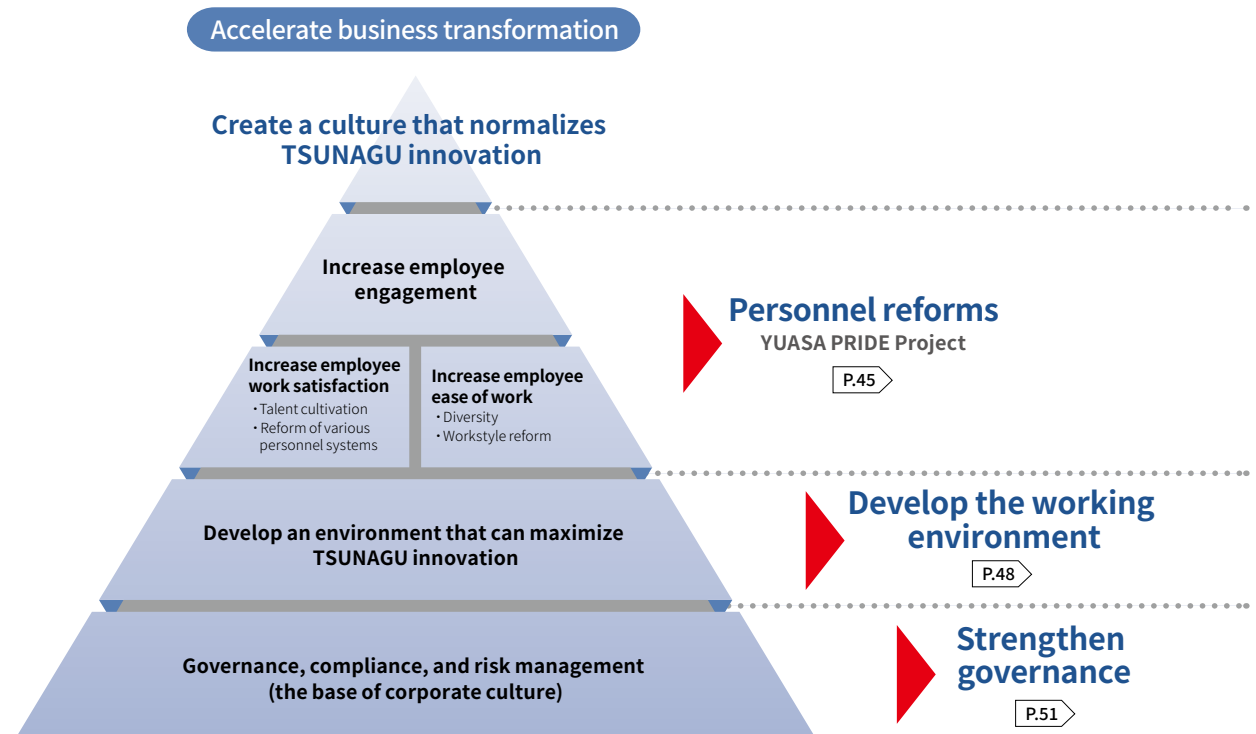 Accelerate business transformation
Create a culture that normalizes
TSUNAGU innovation
Increase employee
engagement
Increase employee
work satisfaction
・Talent cultivation
・Reform of various
personnel systems
Increase employee
ease of work
・Diversity
・Workstyle reform
Personnel reforms
YUASA PRIDE Project
P.45
Develop an environment that can maximize
TSUNAGU innovation
Develop the working
environment
P.48
Governance, compliance, and risk management
(the base of corporate culture)
Strengthen
governance
P.51